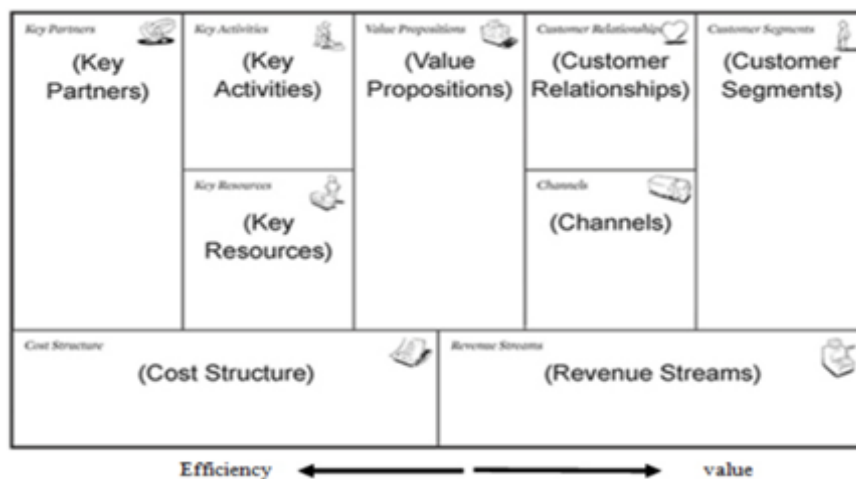 Key Partners
(Key
Partners)
Key Activities
(Key
Activities)
Key Resources
(Key
Resources)
Value Propositions
(Value
Propositions)
Customer Relationships
(Customer
Relationships)
Channels
(Channels)
Customer Segments
(Customer
Segments)
Cost Structure
(Cost Structure)
Revenue Streams
(Revenue Streams)
Efficiency
value